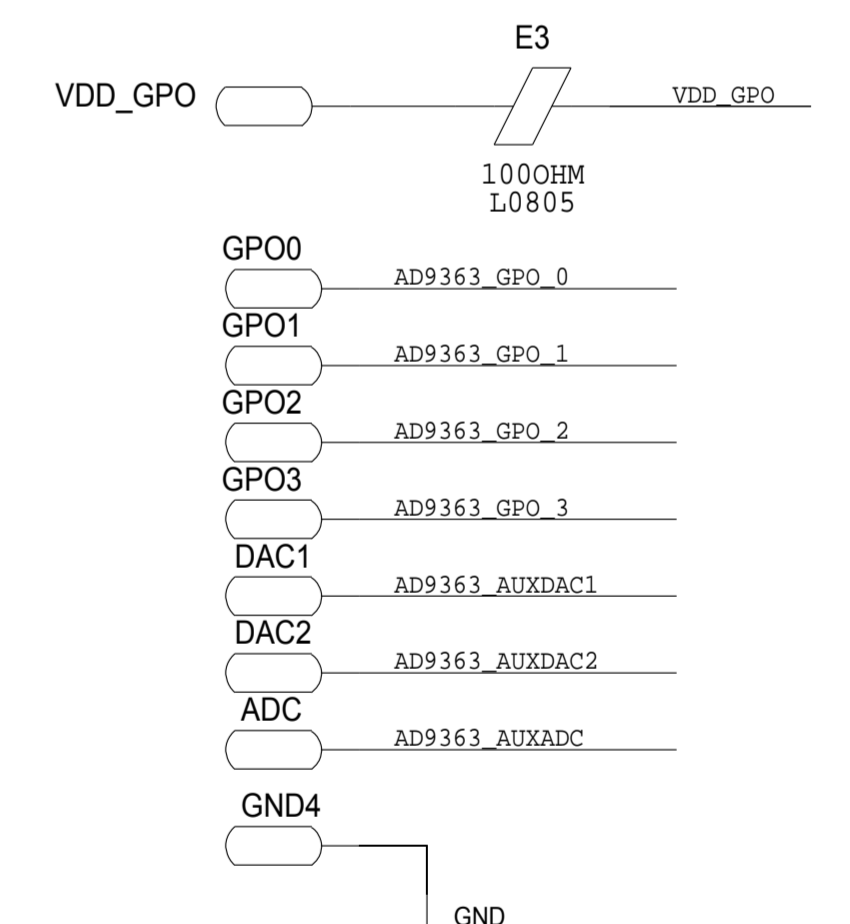 E3
VDD_GPO
VDD_GPO
100OHM
L0805
GPO0
AD9363_GPO_0
GPO1
AD9363_GPO_1
GPO2
AD9363_GPO_2
GPO3
AD9363_GPO_3
DAC1
AD9363_AUXDAC1
DAC2
AD9363_AUXDAC2
ADC
AD9363_AUXADC
GND4
GND